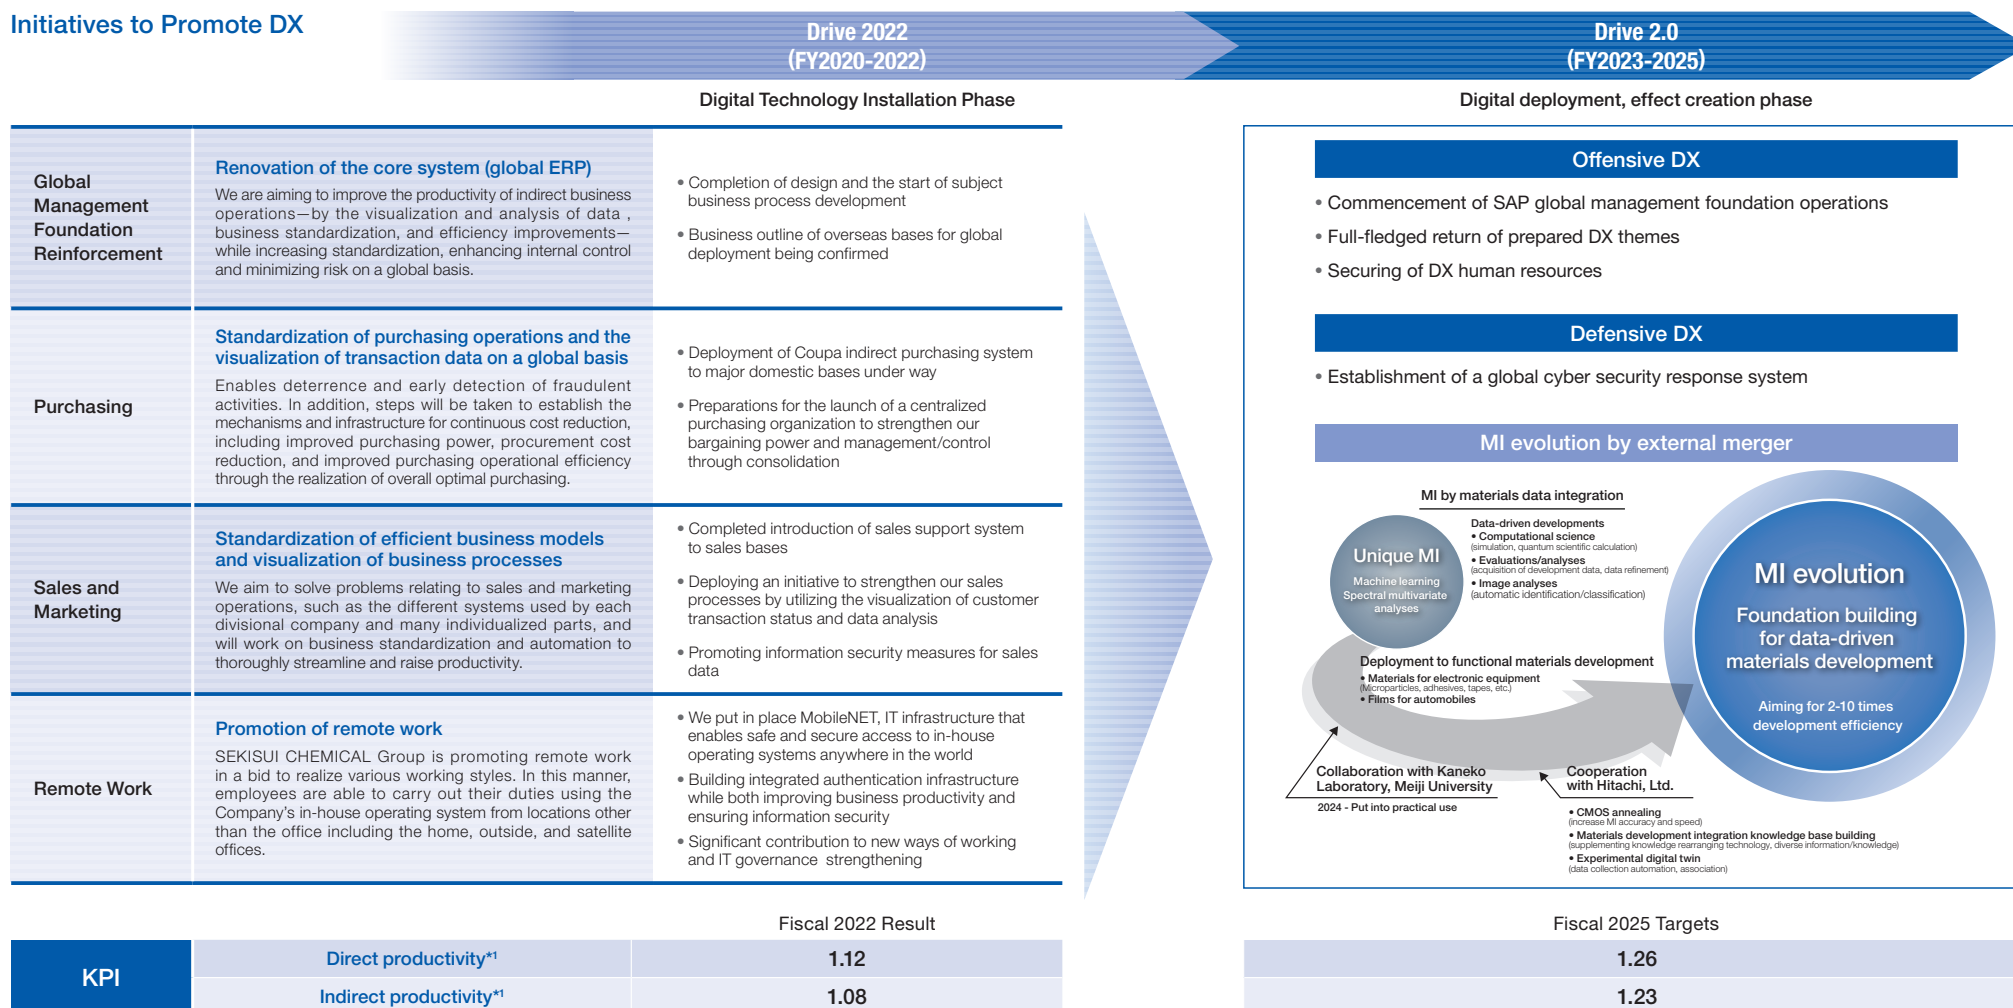 Initiatives to Promote DX
Drive 2022
(FY2020-2022)
Drive 2.0
(FY2023-2025)
Digital Technology Installation Phase
Digital deployment, effect creation phase
Global
Management
Foundation
Reinforcement
Renovation of the core system (global ERP)
We are aiming to improve the productivity of indirect business
operations—by the visualization and analysis of data ,
business standardization, and efficiency improvements—
while increasing standardization, enhancing internal control
and minimizing risk on a global basis.
• Completion of design and the start of subject
business process development
• Business outline of overseas bases for global
deployment being confirmed
Purchasing
Standardization of purchasing operations and the
visualization of transaction data on a global basis
Enables deterrence and early detection of fraudulent
activities. In addition, steps will be taken to establish the
mechanisms and infrastructure for continuous cost reduction,
including improved purchasing power, procurement cost
reduction, and improved purchasing operational efficiency
through the realization of overall optimal purchasing.
• Deployment of Coupa indirect purchasing system
to major domestic bases under way
• Preparations for the launch of a centralized
purchasing organization to strengthen our
bargaining power and management/control
through consolidation
Sales and
Marketing
Standardization of efficient business models
and visualization of business processes
We aim to solve problems relating to sales and marketing
operations, such as the different systems used by each
divisional company and many individualized parts, and
will work on business standardization and automation to
thoroughly streamline and raise productivity.
• Completed introduction of sales support system
to sales bases
• Deploying an initiative to strengthen our sales
processes by utilizing the visualization of customer
transaction status and data analysis
• Promoting information security measures for sales
data
Remote Work
Promotion of remote work
SEKISUI CHEMICAL Group is promoting remote work
in a bid to realize various working styles. In this manner,
employees are able to carry out their duties using the
Company's in-house operating system from locations other
than the office including the home, outside, and satellite
offices.
• We put in place MobileNET, IT infrastructure that
enables safe and secure access to in-house
operating systems anywhere in the world
• Building integrated authentication infrastructure
while both improving business productivity and
ensuring information security
• Significant contribution to new ways of working
and IT governance strengthening
Offensive DX
• Commencement of SAP global management foundation operations
• Full-fledged return of prepared DX themes
• Securing of DX human resources
Defensive DX
• Establishment of a global cyber security response system
MI evolution by external merger
MI by materials data integration
Unique MI
Machine learning
Spectral multivariate
analyses
Data-driven developments
• Computational science
(simulation, quantum scientific calculation)
• Evaluations/analyses
(acquisition of development data, data refinement)
• Image analyses
(automatic identification/classification)
Deployment to functional materials development
• Materials for electronic equipment
(Microparticles, adhesives, tapes, etc.)
• Films for automobiles
MI evolution
Foundation building
for data-driven
materials development
Aiming for 2-10 times
development efficiency
Collaboration with Kaneko
Laboratory, Meiji University
2024 - Put into practical use
Cooperation
with Hitachi, Ltd.
• CMOS annealing
(increase MI accuracy and speed)
• Materials development integration knowledge base building
(supplementing knowledge rearranging technology, diverse information/knowledge)
• Experimental digital twin
(data collection automation, association)
Fiscal 2022 Result
Fiscal 2025 Targets
KPI
Direct productivity*1
1.12
1.26
Indirect productivity*1
1.08
1.23